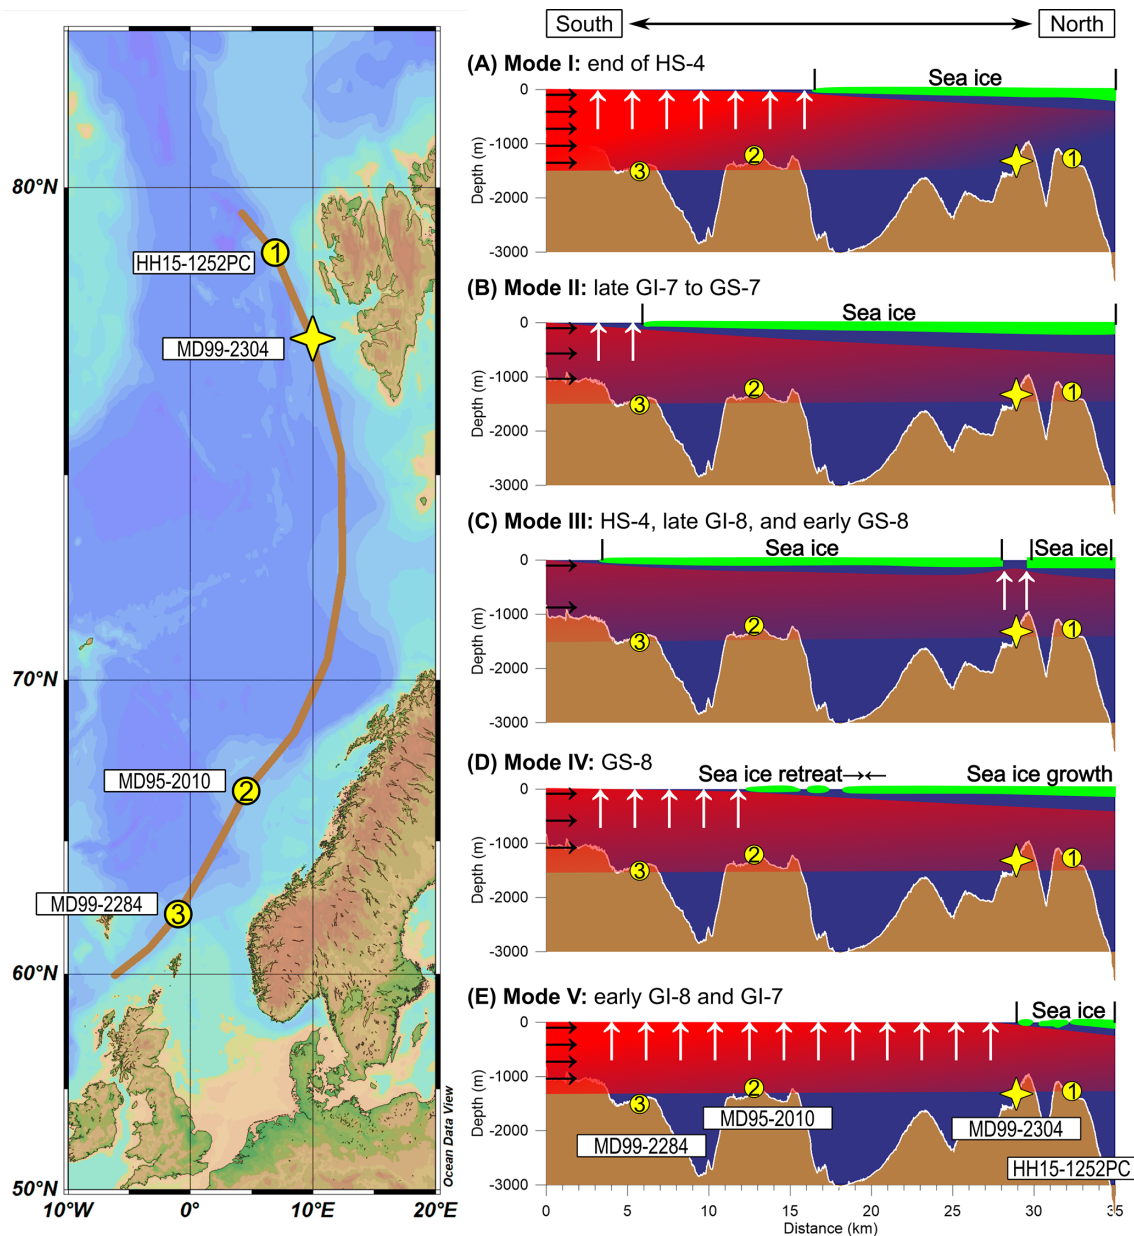 80°N
70°N
60°N
50°N
10°W
0°
10°E
20°E
1
HH15-1252PC
MD99-2304
MD95-2010
2
MD99-2284
3
Ocean Data View
South
North
(A) Mode I: end of HS-4
Sea ice
0
-1000
-2000
-3000
Depth (m)
3
2
1
(B) Mode II: late GI-7 to GS-7
Sea ice
0
-1000
-2000
-3000
Depth (m)
3
2
1
(C) Mode III: HS-4, late GI-8, and early GS-8
Sea ice
Sea ice
0
-1000
-2000
-3000
Depth (m)
3
2
1
(D) Mode IV: GS-8
Sea ice retreat→←
Sea ice growth
0
-1000
-2000
-3000
Depth (m)
3
2
1
(E) Mode V: early GI-8 and GI-7
Sea ice
0
-1000
-2000
-3000
Depth (m)
3
2
1
MD99-2284
MD95-2010
MD99-2304
HH15-1252PC
0
5
10
15
20
25
30
35
Distance (km)